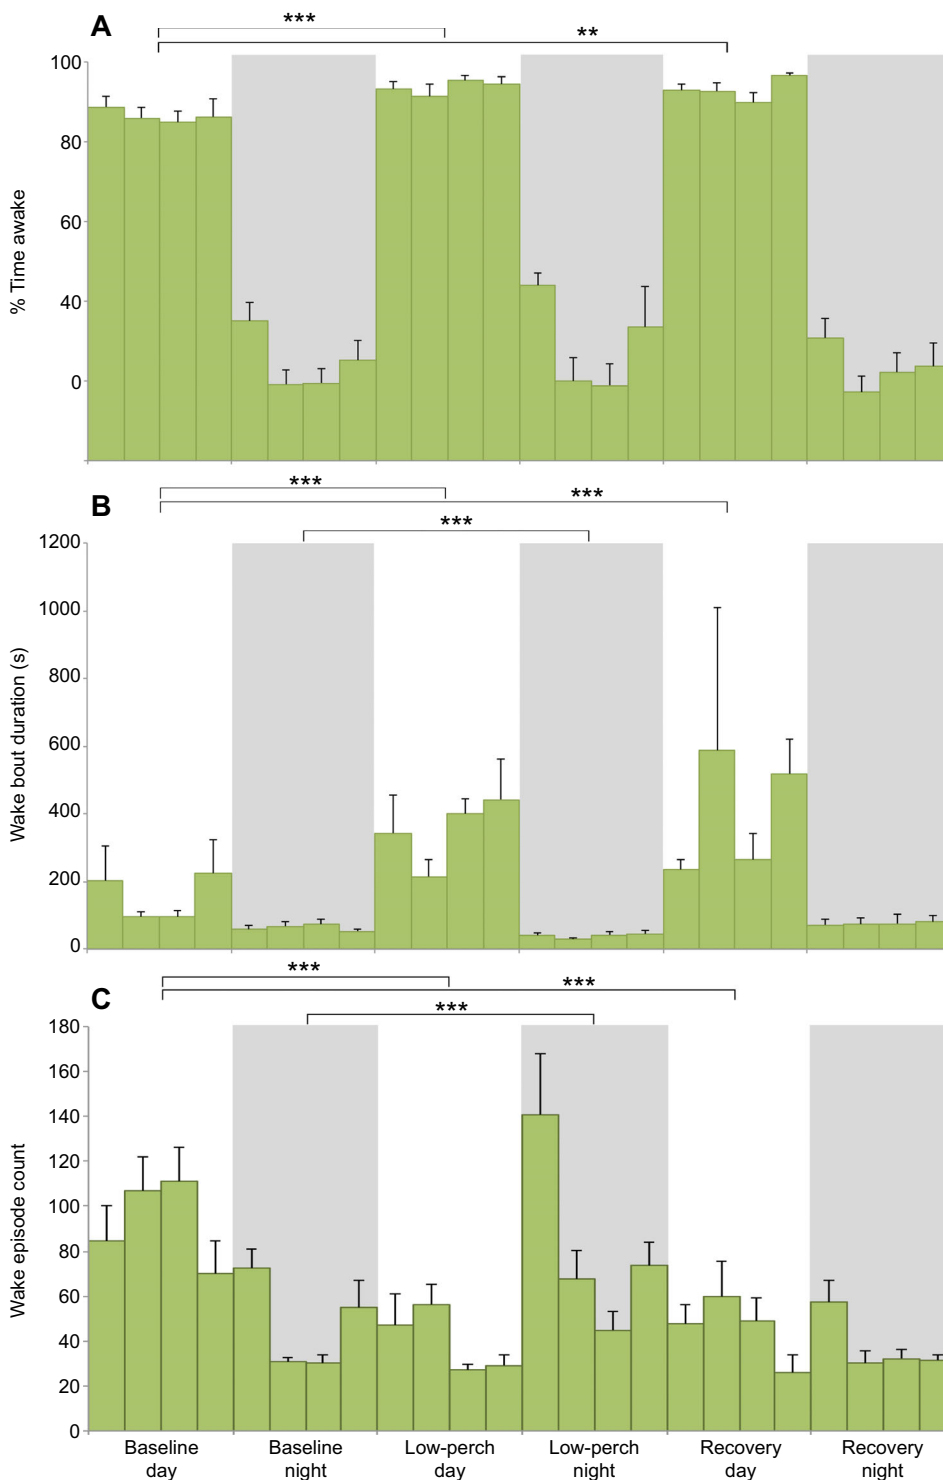 A
***
**
100
80
60
40
0
% Time awake
B
***
***
***
1200
1000
800
600
400
200
0
Wake bout duration (s)
C
***
***
***
180
160
140
120
100
80
60
40
20
0
Wake episode count
Baseline day
Baseline night
Low-perch day
Low-perch night
Recovery day
Recovery night